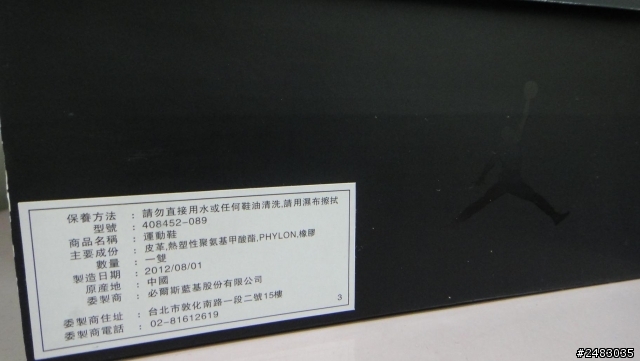 保養方法 : 請勿直接用水或任何鞋油清洗,請用濕布擦拭
型號 : 408452-089
商品名稱 : 運動鞋
主要成份 : 皮革,熱塑性聚氨基甲酸酯,PHYLON,橡膠
數量 : 一雙
製造日期 : 2012/08/01
原產地 : 中國
委製商 : 必爾斯藍基股份有限公司
委製商住址 : 台北市敦化南路一段二號15樓
委製商電話 : 02-81612619
3
#2483035